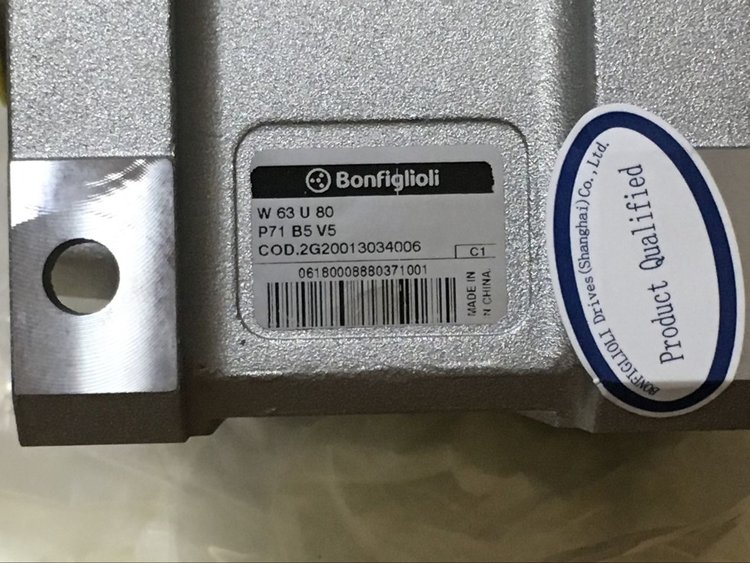 Bonfiglioli
W 63 U 80
P71 B5 V5
COD.2G20013034006
C1
06180008880371001
MADE IN
N CHINA.
BONFIGLIOLI Drives(Shanghai)Co.,Ltd.
Product Qualified